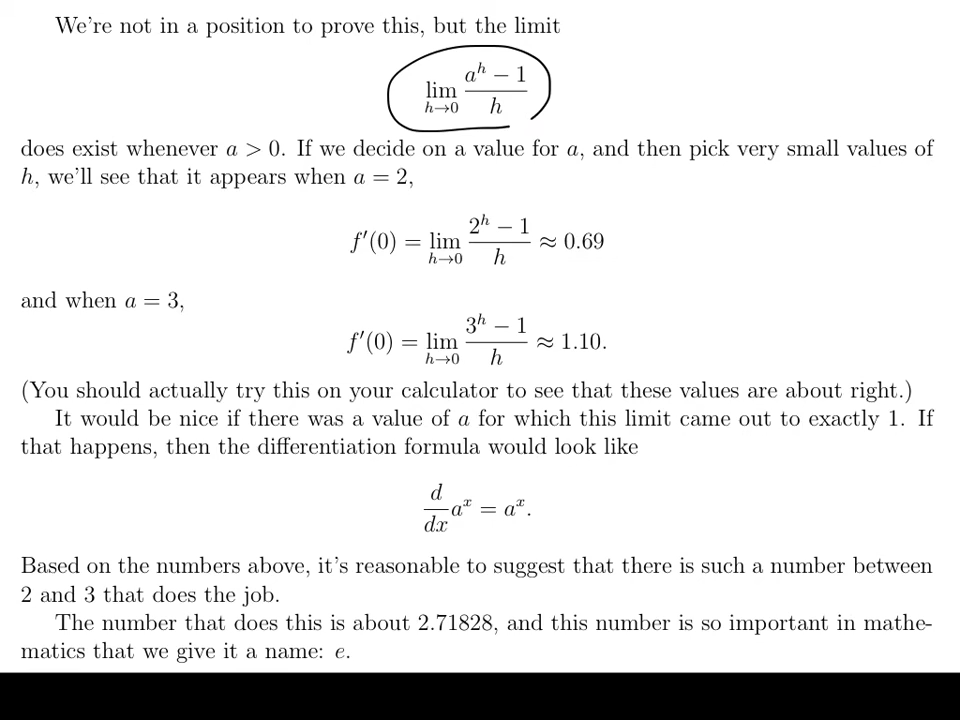 We're not in a position to prove this, but the limit
lim_{h→0} (a^h − 1)/h
does exist whenever a > 0. If we decide on a value for a, and then pick very small values of
h, we'll see that it appears when a = 2,
f′(0) = lim_{h→0} (2^h − 1)/h ≈ 0.69
and when a = 3,
f′(0) = lim_{h→0} (3^h − 1)/h ≈ 1.10.
(You should actually try this on your calculator to see that these values are about right.)
It would be nice if there was a value of a for which this limit came out to exactly 1. If
that happens, then the differentiation formula would look like
d/dx a^x = a^x.
Based on the numbers above, it's reasonable to suggest that there is such a number between
2 and 3 that does the job.
The number that does this is about 2.71828, and this number is so important in mathe-
matics that we give it a name: e.